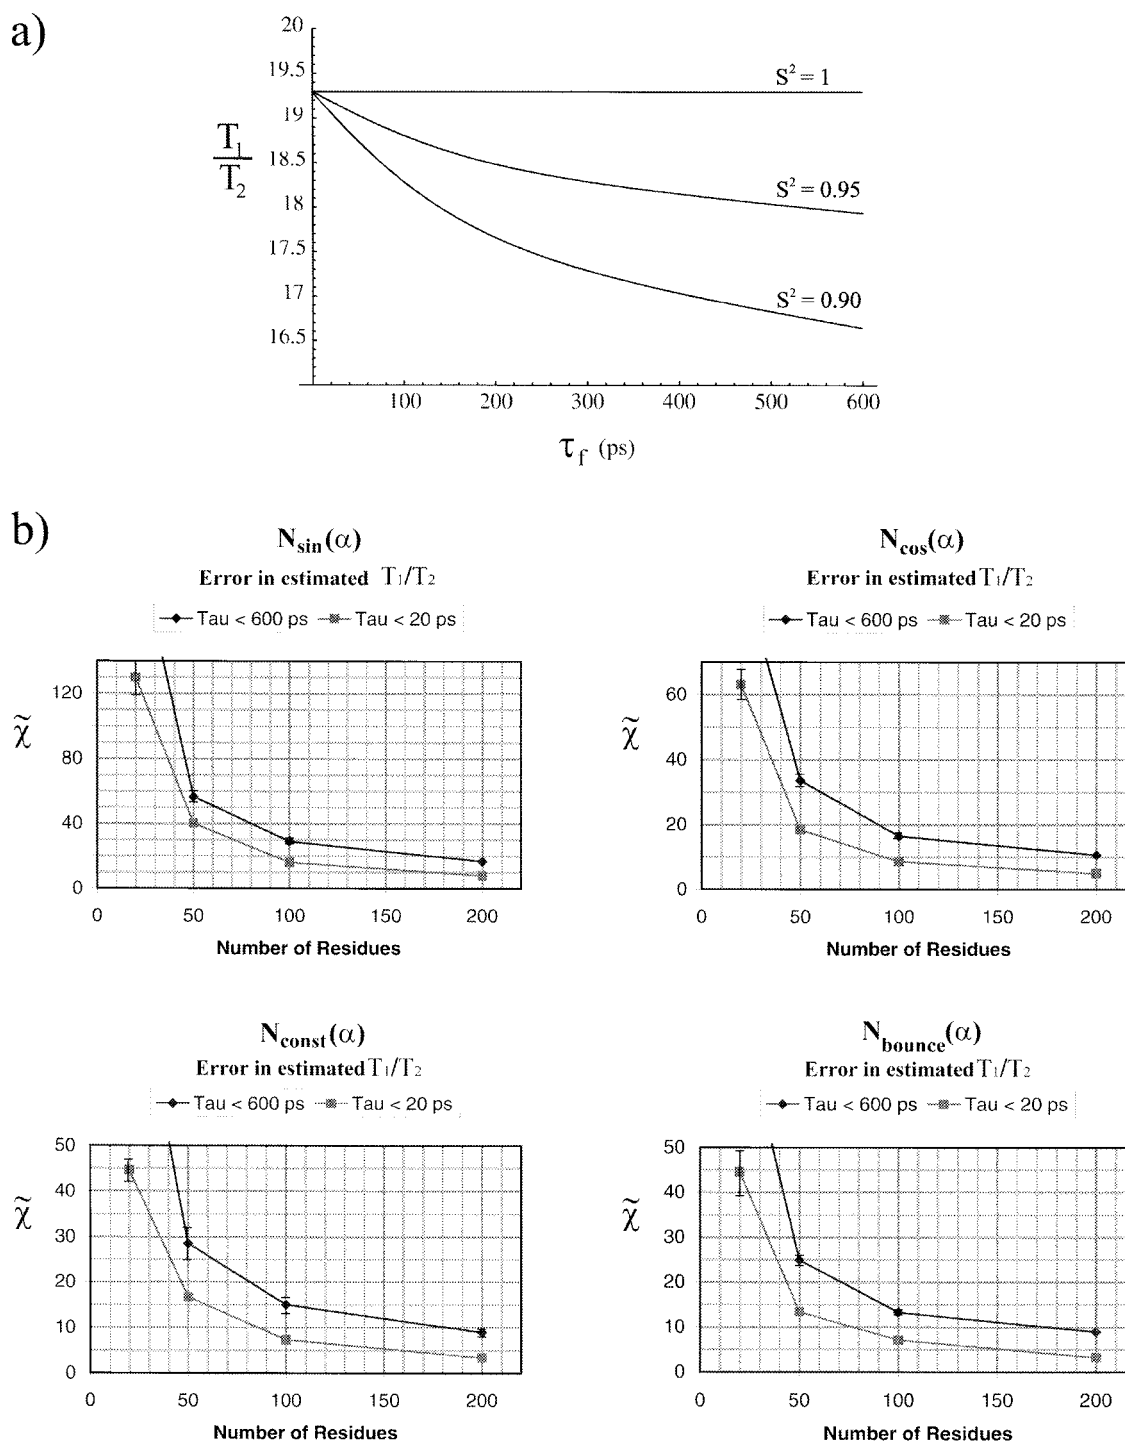 a)
20
19.5
19
18.5
18
17.5
17
16.5
T₁
T₂
S² = 1
S² = 0.95
S² = 0.90
100 200 300 400 500 600
τf (ps)
b)
Nsin(α)
Error in estimated T₁/T₂
Tau < 600 ps Tau < 20 ps
120
80
40
0
χ̃
0 50 100 150 200
Number of Residues
Ncos(α)
Error in estimated T₁/T₂
Tau < 600 ps Tau < 20 ps
60
40
20
0
χ̃
0 50 100 150 200
Number of Residues
Nconst(α)
Error in estimated T₁/T₂
Tau < 600 ps Tau < 20 ps
50
40
30
20
10
0
χ̃
0 50 100 150 200
Number of Residues
Nbounce(α)
Error in estimated T₁/T₂
Tau < 600 ps Tau < 20 ps
50
40
30
20
10
0
χ̃
0 50 100 150 200
Number of Residues